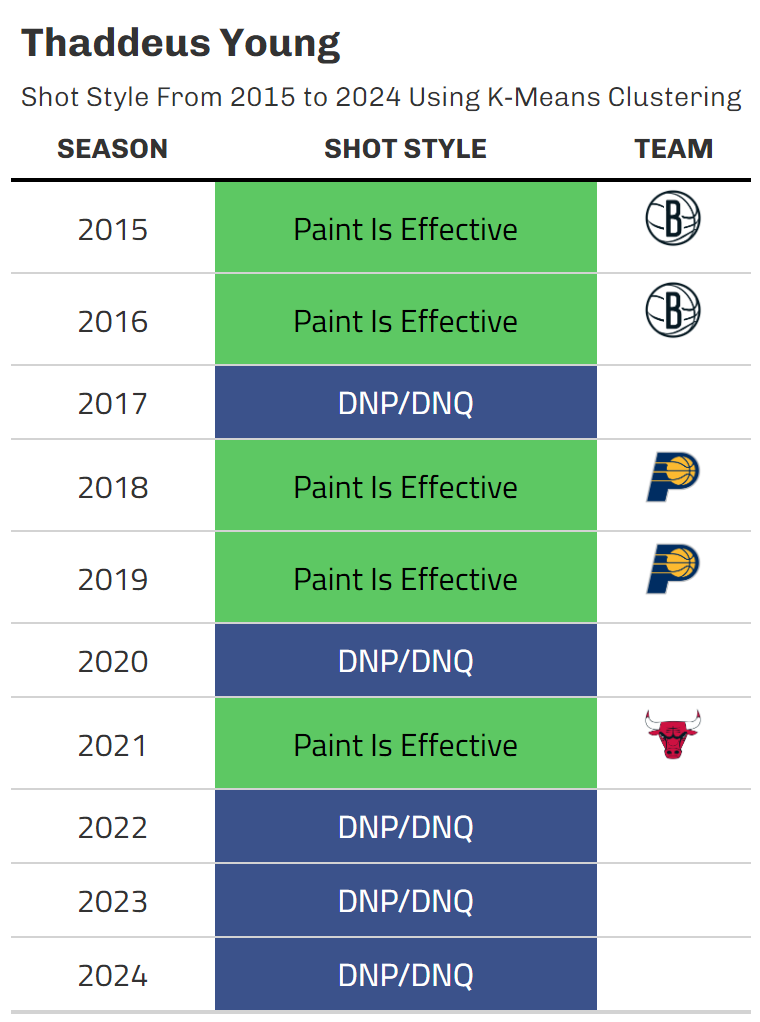 Thaddeus Young
Shot Style From 2015 to 2024 Using K-Means Clustering
SEASON SHOT STYLE TEAM
2015 Paint Is Effective B
2016 Paint Is Effective B
2017 DNP/DNQ
2018 Paint Is Effective P
2019 Paint Is Effective P
2020 DNP/DNQ
2021 Paint Is Effective
2022 DNP/DNQ
2023 DNP/DNQ
2024 DNP/DNQ